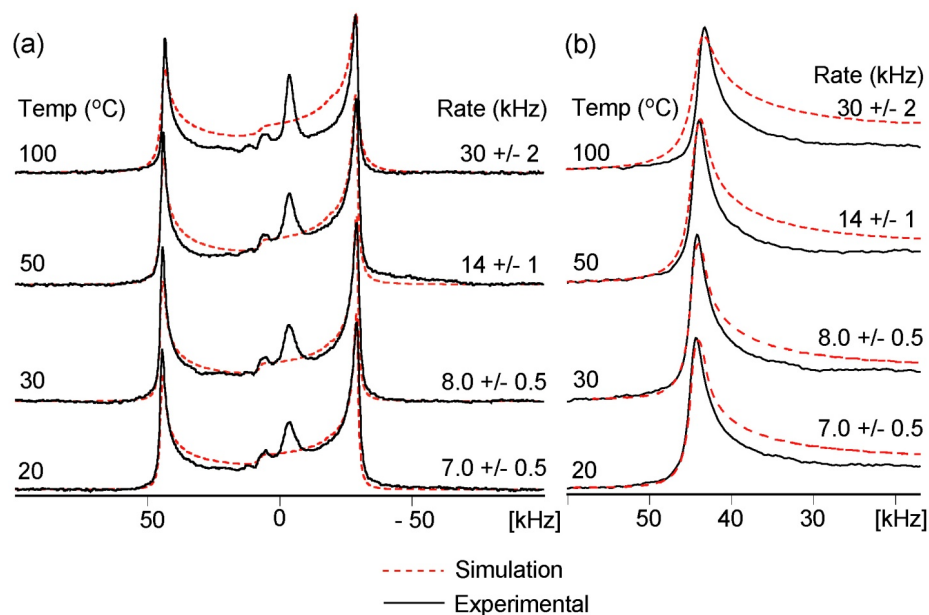 (a)
Temp (°C) Rate (kHz)
100 30 +/- 2
50 14 +/- 1
30 8.0 +/- 0.5
20 7.0 +/- 0.5
50 0 - 50 [kHz]
(b)
Rate (kHz)
Temp (°C) 30 +/- 2
100
14 +/- 1
50
8.0 +/- 0.5
30
7.0 +/- 0.5
20
50 40 30 [kHz]
Simulation
Experimental